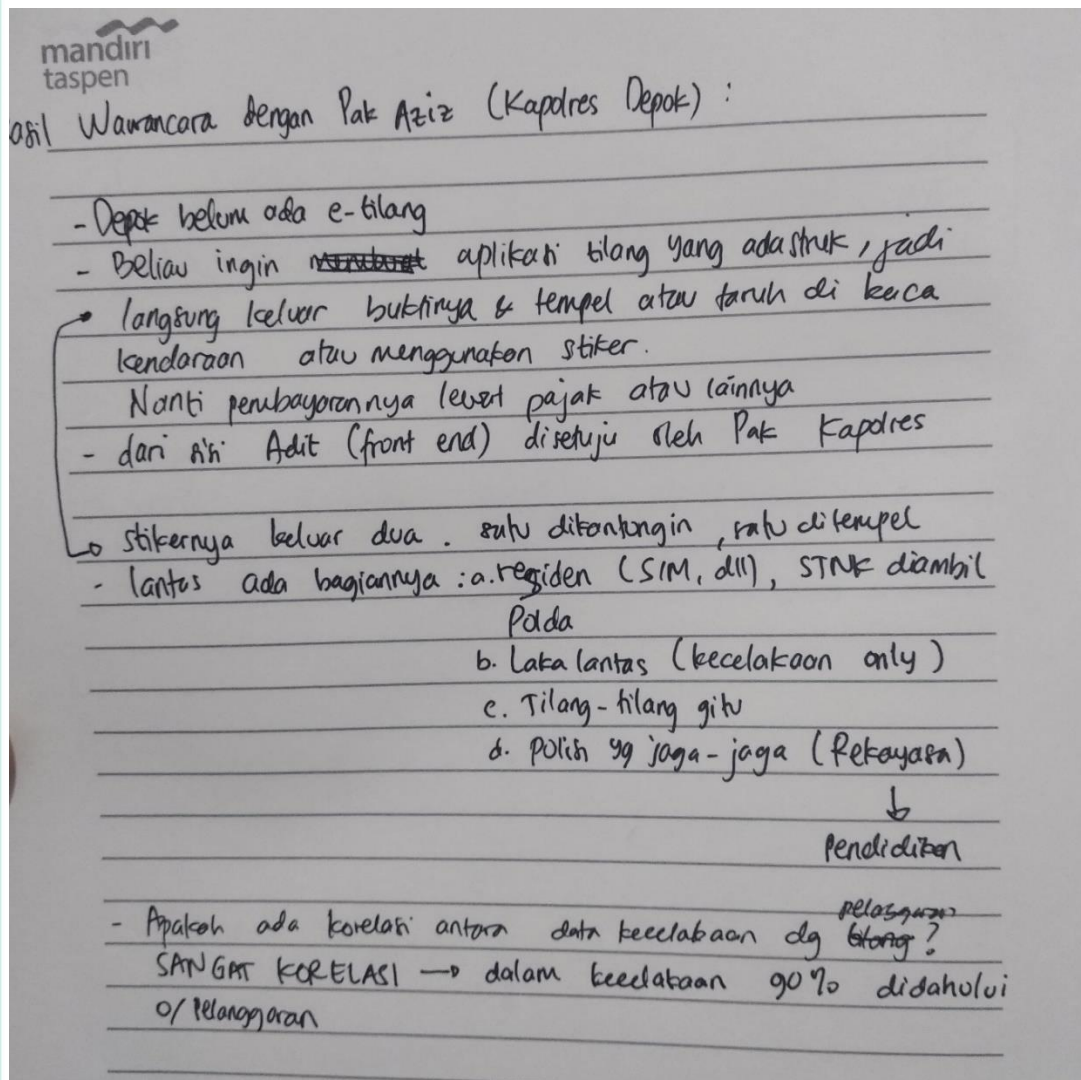 mandiri
taspen
asil Wawancara dengan Pak Aziz (Kapolres Depok) :
- Depok belum ada e-tilang
- Beliau ingin membuat aplikasi tilang yang ada struk, jadi
langsung keluar buktinya & tempel atau taruh di kaca
kendaraan atau menggunakan stiker.
Nanti pembayarannya lewat pajak atau lainnya
- dari sisi Adit (front end) disetujui oleh Pak Kapolres
stikernya keluar dua. satu dikantungin, satu ditempel
- lantas ada bagiannya : a. regiden (SIM, dll), STNK diambil
Polda
b. Laka lantas (kecelakaan only)
c. Tilang-tilang gitu
d. Polisi yg jaga-jaga (Rekayasa)
↓
Pendidikan
- Apakah ada korelasi antara data kecelakaan dg tilang pelanggaran?
SANGAT KORELASI → dalam kecelakaan 90% didahului
o/ Pelanggaran